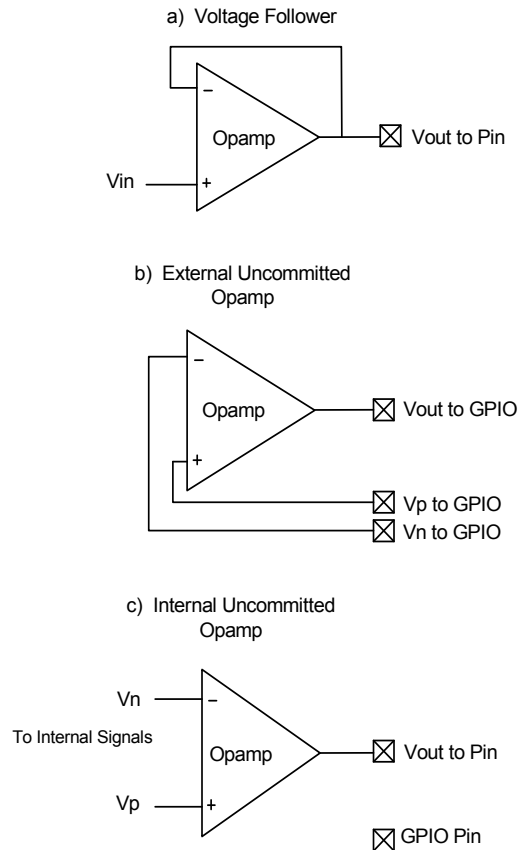 a) Voltage Follower
−
Opamp
Vout to Pin
Vin
+
b) External Uncommitted
Opamp
−
Opamp
Vout to GPIO
+
Vp to GPIO
Vn to GPIO
c) Internal Uncommitted
Opamp
Vn
−
To Internal Signals
Opamp
Vout to Pin
Vp
+
GPIO Pin